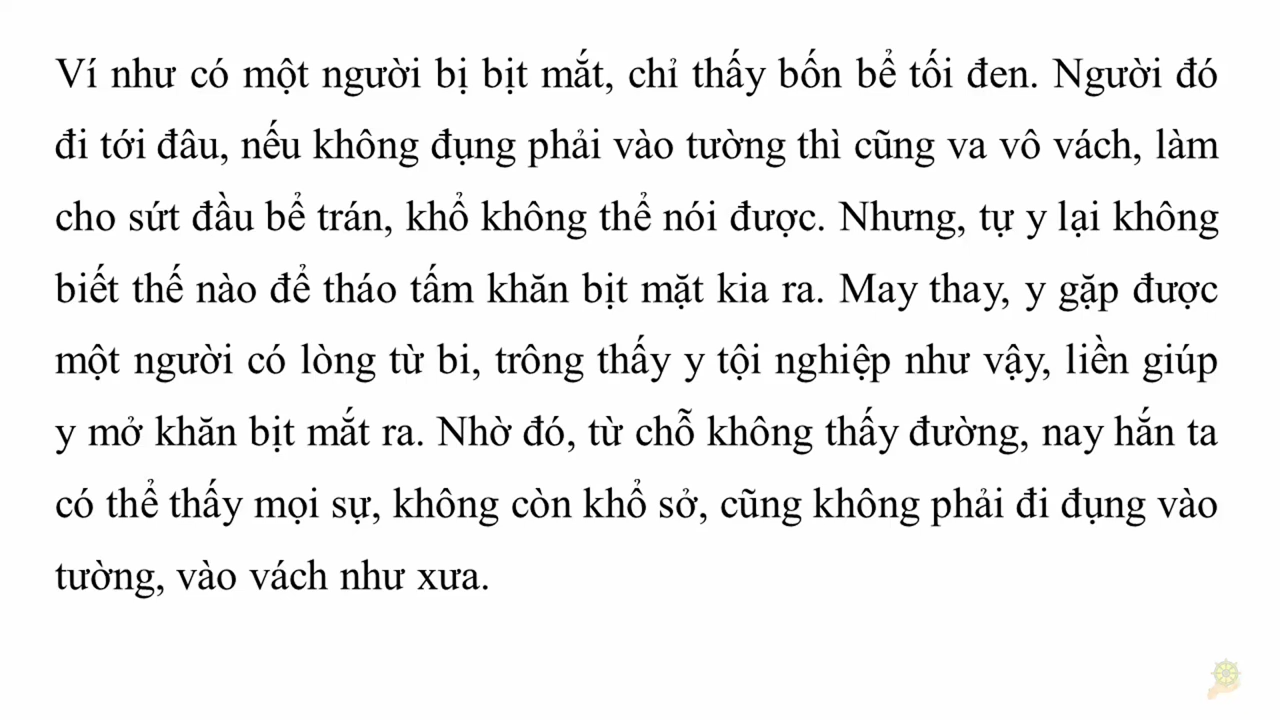 Ví như có một người bị bịt mắt, chỉ thấy bốn bể tối đen. Người đó
đi tới đâu, nếu không đụng phải vào tường thì cũng va vô vách, làm
cho sứt đầu bể trán, khổ không thể nói được. Nhưng, tự y lại không
biết thế nào để tháo tấm khăn bịt mặt kia ra. May thay, y gặp được
một người có lòng từ bi, trông thấy y tội nghiệp như vậy, liền giúp
y mở khăn bịt mắt ra. Nhờ đó, từ chỗ không thấy đường, nay hắn ta
có thể thấy mọi sự, không còn khổ sở, cũng không phải đi đụng vào
tường, vào vách như xưa.